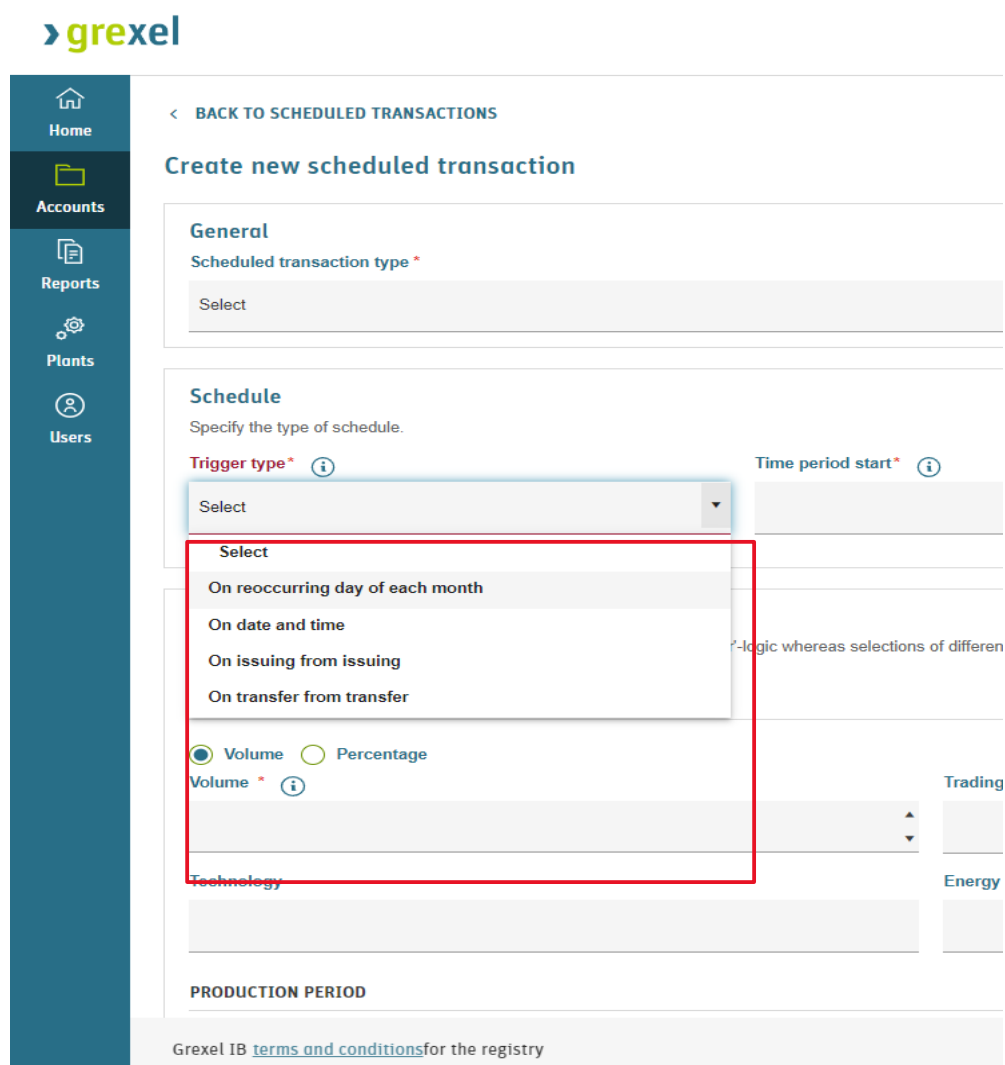 grexel
Home
Accounts
Reports
Plants
Users
< BACK TO SCHEDULED TRANSACTIONS
Create new scheduled transaction
General
Scheduled transaction type *
Select
Schedule
Specify the type of schedule.
Trigger type* Time period start*
Select
Select
On reoccurring day of each month
On date and time
On issuing from issuing
On transfer from transfer
'-logic whereas selections of differen
Volume Percentage
Volume * Trading
Technology Energy
PRODUCTION PERIOD
Grexel IB terms and conditionsfor the registry